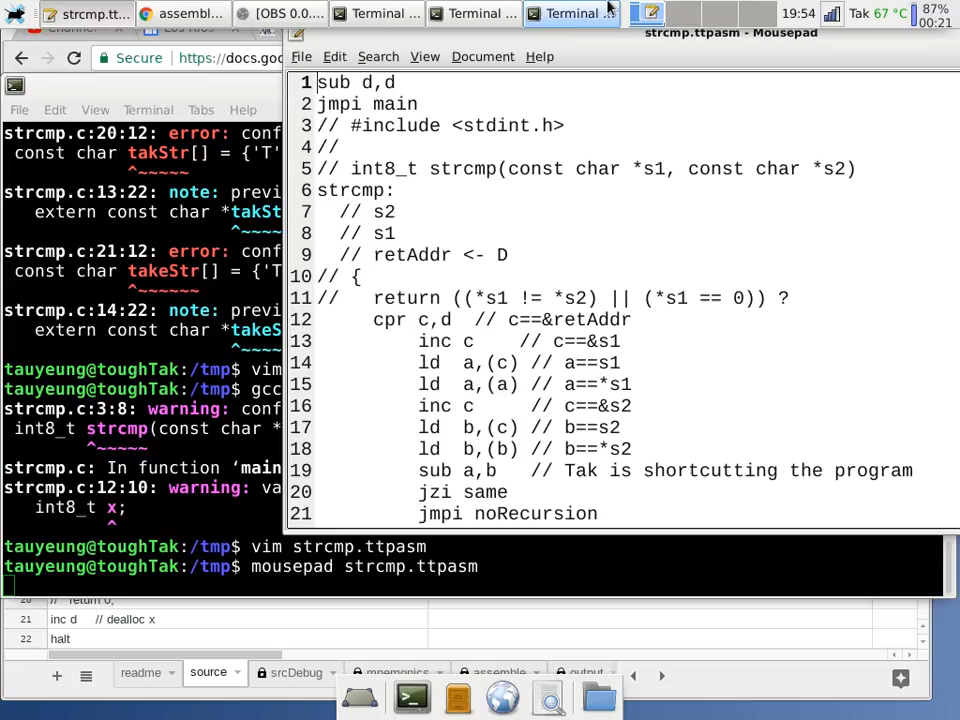 strcmp.tt...
assembl...
[OBS 0.0....
Terminal ...
Terminal ...
Terminal ...
19:54
Tak 67 °C
87%
00:21
strcmp.ttpasm - Mousepad
Secure
https://docs.goo
File Edit View Terminal Tabs Help
strcmp.c:20:12: error: conf
const char takStr[] = {'T'
^~~~~~
strcmp.c:13:22: note: previ
extern const char *takSt
^~~~~
strcmp.c:21:12: error: conf
const char takeStr[] = {'T
^~~~~~~
strcmp.c:14:22: note: previ
extern const char *takeS
^~~~~
tauyeung@toughTak:/tmp$ vim
tauyeung@toughTak:/tmp$ gcc
strcmp.c:3:8: warning: conf
int8_t strcmp(const char *
^~~~~~
strcmp.c: In function ‘main
strcmp.c:12:10: warning: va
int8_t x;
^
tauyeung@toughTak:/tmp$ vim strcmp.ttpasm
tauyeung@toughTak:/tmp$ mousepad strcmp.ttpasm
File Edit Search View Document Help
1 sub d,d
2 jmpi main
3 // #include <stdint.h>
4 //
5 // int8_t strcmp(const char *s1, const char *s2)
6 strcmp:
7 // s2
8 // s1
9 // retAddr <- D
10 // {
11 // return ((*s1 != *s2) || (*s1 == 0)) ?
12 cpr c,d // c==&retAddr
13 inc c // c==&s1
14 ld a,(c) // a==s1
15 ld a,(a) // a==*s1
16 inc c // c==&s2
17 ld b,(c) // b==s2
18 ld b,(b) // b==*s2
19 sub a,b // Tak is shortcutting the program
20 jzi same
21 jmpi noRecursion
20 // return 0;
21 inc d // dealloc x
22 halt
readme
source
srcDebug
mnemonics
assemble
output